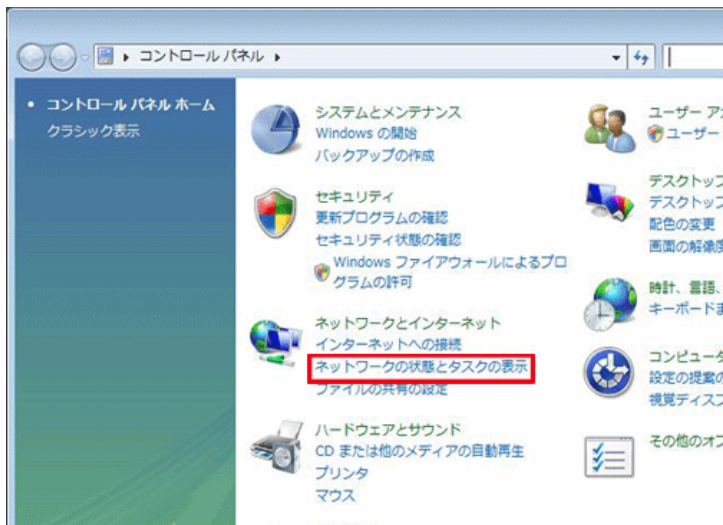 コントロール パネル
コントロール パネル ホーム
クラシック表示
システムとメンテナンス
Windows の開始
バックアップの作成
セキュリティ
更新プログラムの確認
セキュリティ状態の確認
Windows ファイアウォールによるプロ
グラムの許可
ネットワークとインターネット
インターネットへの接続
ネットワークの状態とタスクの表示
ファイルの共有の設定
ハードウェアとサウンド
CD または他のメディアの自動再生
プリンタ
マウス
ユーザー ア
ユーザー
デスクトップ
デスクトップ
配色の変更
画面の解像度
時計、言語、
キーボードま
コンピュータ
設定の提案の
視覚ディスプ
その他のオプ